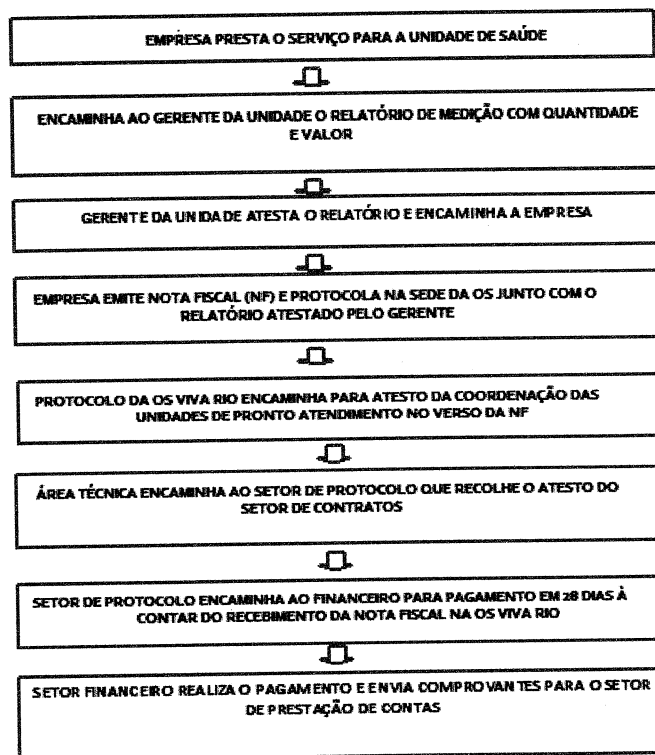 EMPRESA PRESTA O SERVIÇO PARA A UNIDADE DE SAÚDE
ENCAMINHA AO GERENTE DA UNIDADE O RELATÓRIO DE MEDIÇÃO COM QUANTIDADE
E VALOR
GERENTE DA UNIDADE ATESTA O RELATÓRIO E ENCAMINHA A EMPRESA
EMPRESA EMITE NOTA FISCAL (NF) E PROTOCOLA NA SEDE DA OS JUNTO COM O
RELATÓRIO ATESTADO PELO GERENTE
PROTOCOLO DA OS VIVA RIO ENCAMINHA PARA ATESTO DA COORDENAÇÃO DAS
UNIDADES DE PRONTO ATENDIMENTO NO VERSO DA NF
ÁREA TÉCNICA ENCAMINHA AO SETOR DE PROTOCOLO QUE RECOLHE O ATESTO DO
SETOR DE CONTRATOS
SETOR DE PROTOCOLO ENCAMINHA AO FINANCEIRO PARA PAGAMENTO EM 28 DIAS À
CONTAR DO RECEBIMENTO DA NOTA FISCAL NA OS VIVA RIO
SETOR FINANCEIRO REALIZA O PAGAMENTO E ENVIA COMPROVANTES PARA O SETOR
DE PRESTAÇÃO DE CONTAS